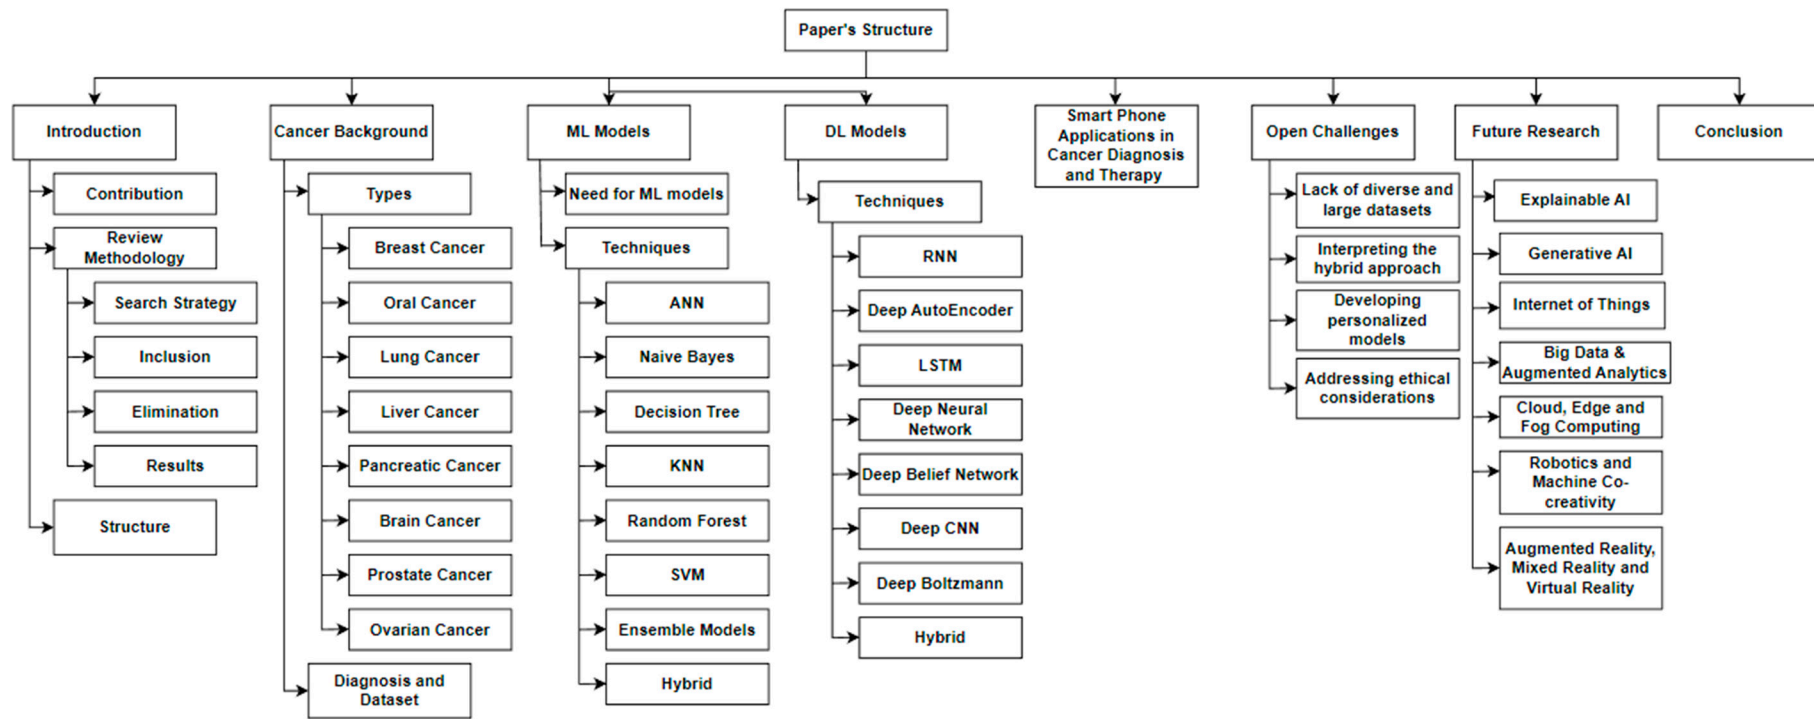 Paper's Structure
Introduction
Contribution
Review
Methodology
Search Strategy
Inclusion
Elimination
Results
Structure
Cancer Background
Types
Breast Cancer
Oral Cancer
Lung Cancer
Liver Cancer
Pancreatic Cancer
Brain Cancer
Prostate Cancer
Ovarian Cancer
Diagnosis and
Dataset
ML Models
Need for ML models
Techniques
ANN
Naive Bayes
Decision Tree
KNN
Random Forest
SVM
Ensemble Models
Hybrid
DL Models
Techniques
RNN
Deep AutoEncoder
LSTM
Deep Neural
Network
Deep Belief Network
Deep CNN
Deep Boltzmann
Hybrid
Smart Phone
Applications in
Cancer Diagnosis
and Therapy
Open Challenges
Lack of diverse and
large datasets
Interpreting the
hybrid approach
Developing
personalized
models
Addressing ethical
considerations
Future Research
Explainable AI
Generative AI
Internet of Things
Big Data &
Augmented Analytics
Cloud, Edge and
Fog Computing
Robotics and
Machine Co-
creativity
Augmented Reality,
Mixed Reality and
Virtual Reality
Conclusion